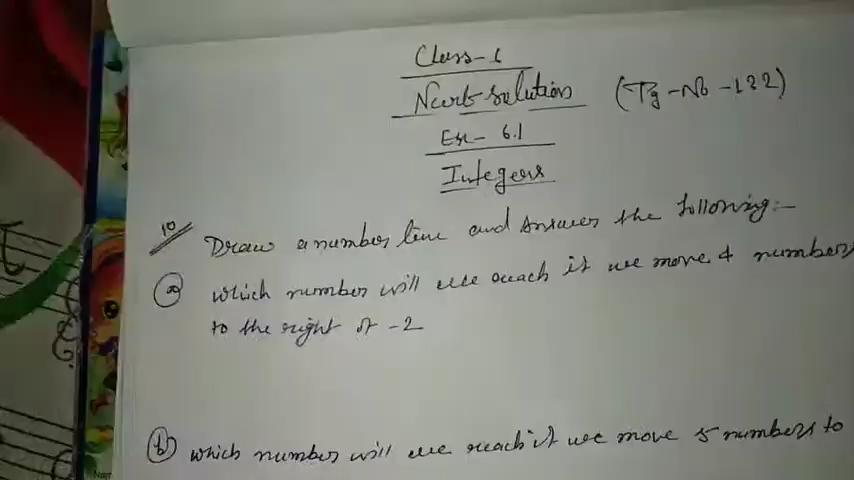 Class-6
Ncert solution (Pg-No-122)
Ex- 6.1
Integers
10 Draw a number line and answer the following:-
(a) which number will we reach if we move 4 numbers
to the right of -2
(b) which number will we reach if we move 5 numbers to